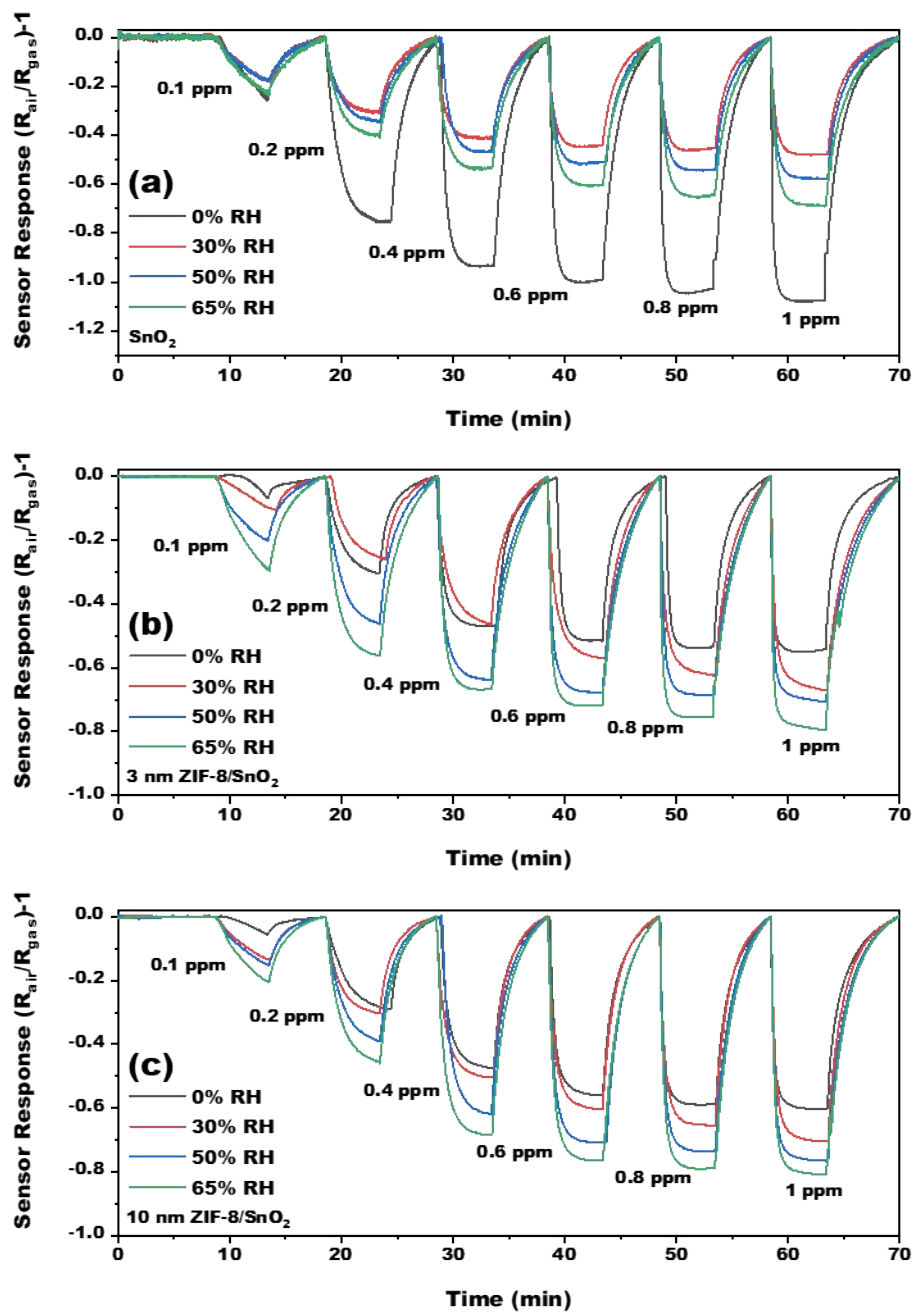 Sensor Response (R_air/R_gas)-1
0.0
-0.2
-0.4
-0.6
-0.8
-1.0
-1.2
0.1 ppm
0.2 ppm
0.4 ppm
0.6 ppm
0.8 ppm
1 ppm
(a)
0% RH
30% RH
50% RH
65% RH
SnO₂
0 10 20 30 40 50 60 70
Time (min)
Sensor Response (R_air/R_gas)-1
0.0
-0.2
-0.4
-0.6
-0.8
-1.0
0.1 ppm
0.2 ppm
0.4 ppm
0.6 ppm
0.8 ppm
1 ppm
(b)
0% RH
30% RH
50% RH
65% RH
3 nm ZIF-8/SnO₂
0 10 20 30 40 50 60 70
Time (min)
Sensor Response (R_air/R_gas)-1
0.0
-0.2
-0.4
-0.6
-0.8
-1.0
0.1 ppm
0.2 ppm
0.4 ppm
0.6 ppm
0.8 ppm
1 ppm
(c)
0% RH
30% RH
50% RH
65% RH
10 nm ZIF-8/SnO₂
0 10 20 30 40 50 60 70
Time (min)